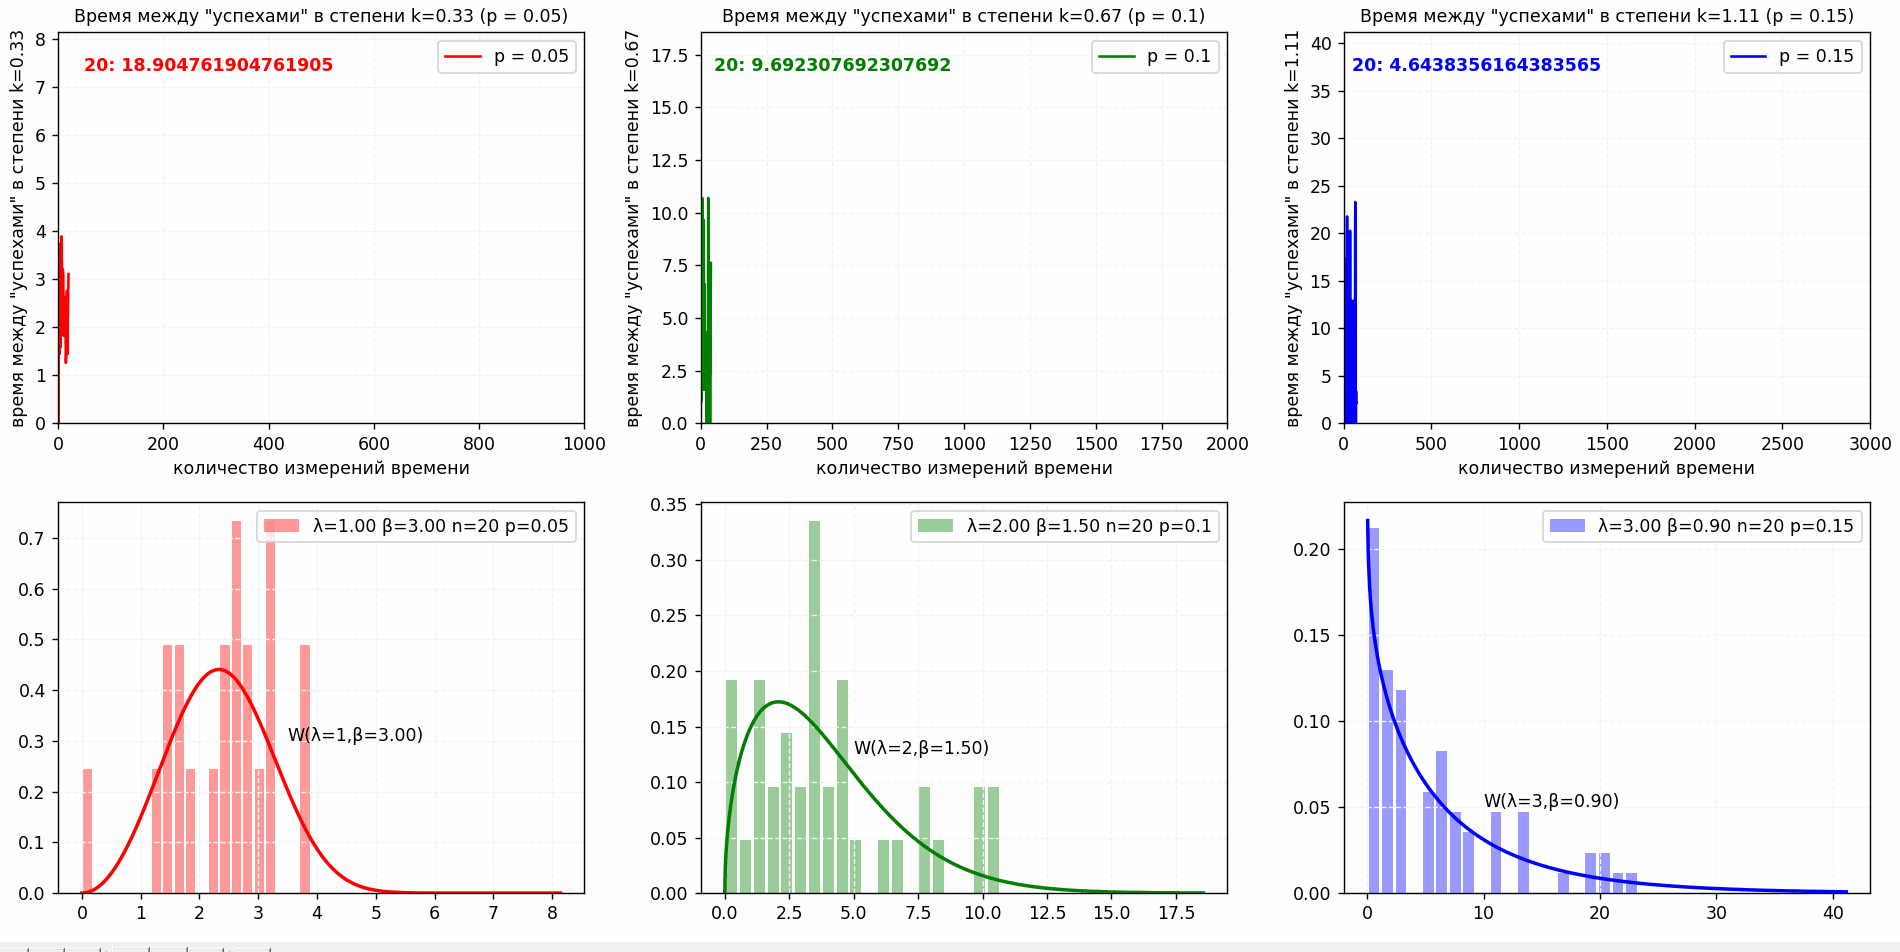 Время между "успехами" в степени k=0.33 (p = 0.05)
8
7
6
5
4
3
2
1
0
время между "успехами" в степени k=0.33
20: 18.904761904761905
p = 0.05
0 200 400 600 800 1000
количество измерений времени
Время между "успехами" в степени k=0.67 (p = 0.1)
17.5
15.0
12.5
10.0
7.5
5.0
2.5
0.0
время между "успехами" в степени k=0.67
20: 9.692307692307692
p = 0.1
0 250 500 750 1000 1250 1500 1750 2000
количество измерений времени
Время между "успехами" в степени k=1.11 (p = 0.15)
40
35
30
25
20
15
10
5
0
время между "успехами" в степени k=1.11
20: 4.6438356164383565
p = 0.15
0 500 1000 1500 2000 2500 3000
количество измерений времени
0.7
0.6
0.5
0.4
0.3
0.2
0.1
0.0
λ=1.00 β=3.00 n=20 p=0.05
W(λ=1,β=3.00)
0 1 2 3 4 5 6 7 8
0.35
0.30
0.25
0.20
0.15
0.10
0.05
0.00
λ=2.00 β=1.50 n=20 p=0.1
W(λ=2,β=1.50)
0.0 2.5 5.0 7.5 10.0 12.5 15.0 17.5
0.20
0.15
0.10
0.05
0.00
λ=3.00 β=0.90 n=20 p=0.15
W(λ=3,β=0.90)
0 10 20 30 40